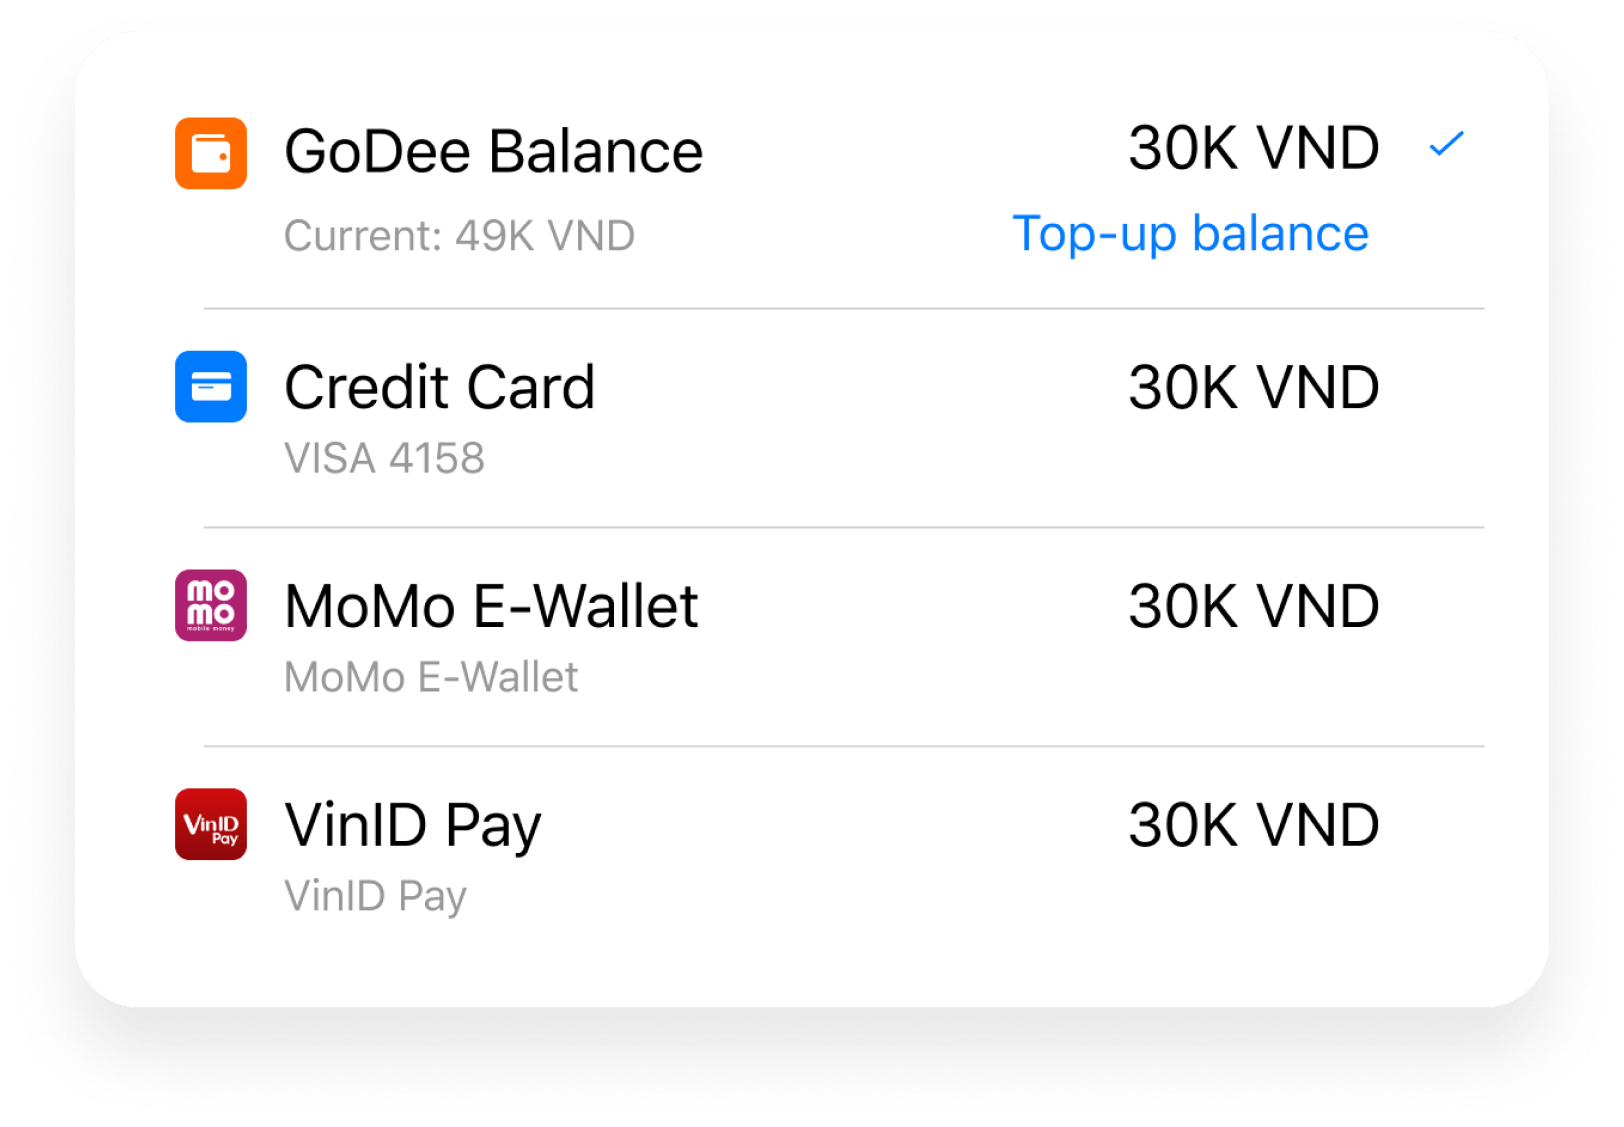 GoDee Balance 30K VND
Current: 49K VND Top-up balance
Credit Card 30K VND
VISA 4158
mo
mo
mobile money
MoMo E-Wallet 30K VND
MoMo E-Wallet
VinID
Pay
VinID Pay 30K VND
VinID Pay